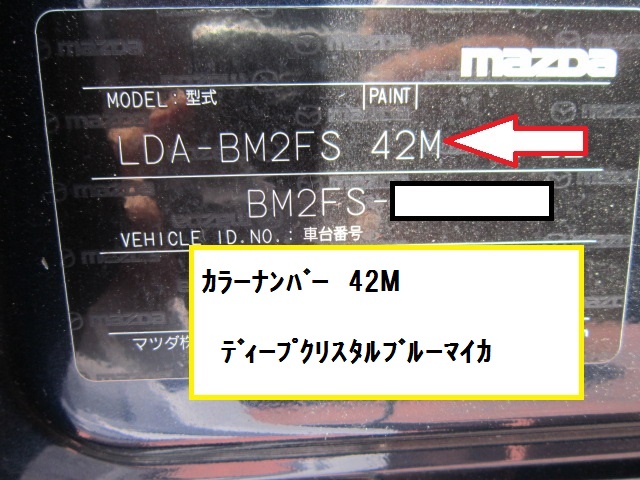 mazda
MODEL : 型式 PAINT
LDA-BM2FS 42M
BM2FS-
VEHICLE ID.NO. : 車台番号
ｶﾗｰﾅﾝﾊﾞｰ 42M
ﾃﾞｨｰﾌﾟｸﾘｽﾀﾙﾌﾞﾙｰﾏｲｶ
マツダ株